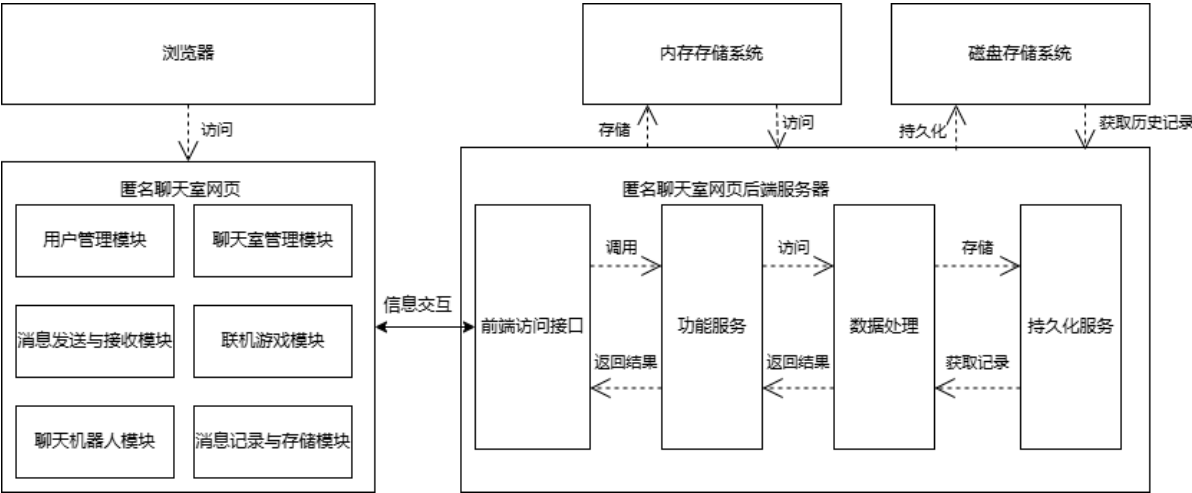 浏览器
内存存储系统
磁盘存储系统
访问
存储
访问
持久化
获取历史记录
匿名聊天室网页
用户管理模块
聊天室管理模块
消息发送与接收模块
联机游戏模块
聊天机器人模块
消息记录与存储模块
信息交互
匿名聊天室网页后端服务器
前端访问接口
调用
返回结果
功能服务
访问
返回结果
数据处理
存储
获取记录
持久化服务